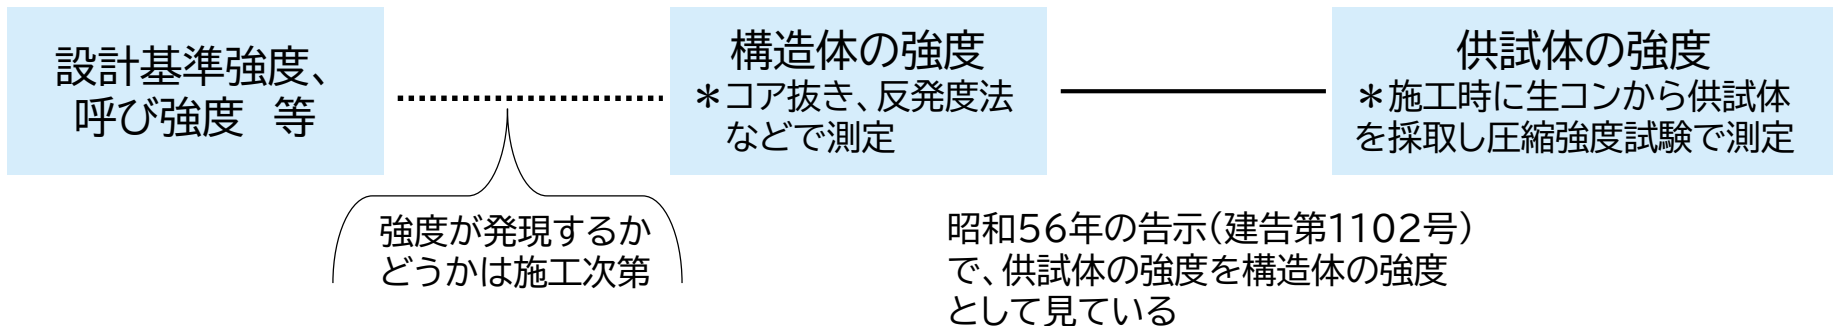 設計基準強度、
呼び強度　等
構造体の強度
＊コア抜き、反発度法
などで測定
供試体の強度
＊施工時に生コンから供試体
を採取し圧縮強度試験で測定
強度が発現するか
どうかは施工次第
昭和56年の告示(建告第1102号)
で、供試体の強度を構造体の強度
として見ている